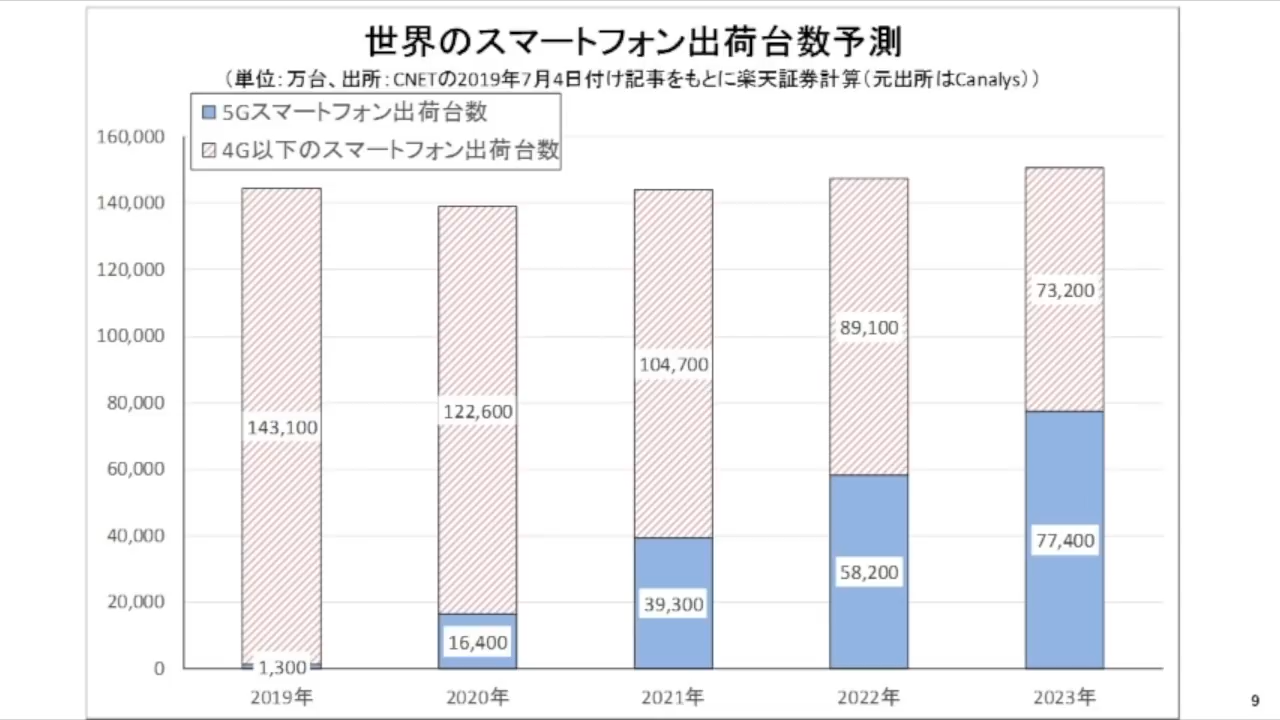 世界のスマートフォン出荷台数予測
（単位：万台、出所：CNETの2019年7月4日付け記事をもとに楽天証券計算（元出所はCanalys））
5Gスマートフォン出荷台数
4G以下のスマートフォン出荷台数
160,000
140,000
120,000
100,000
80,000
60,000
40,000
20,000
0
143,100
1,300
122,600
16,400
104,700
39,300
89,100
58,200
73,200
77,400
2019年
2020年
2021年
2022年
2023年
9